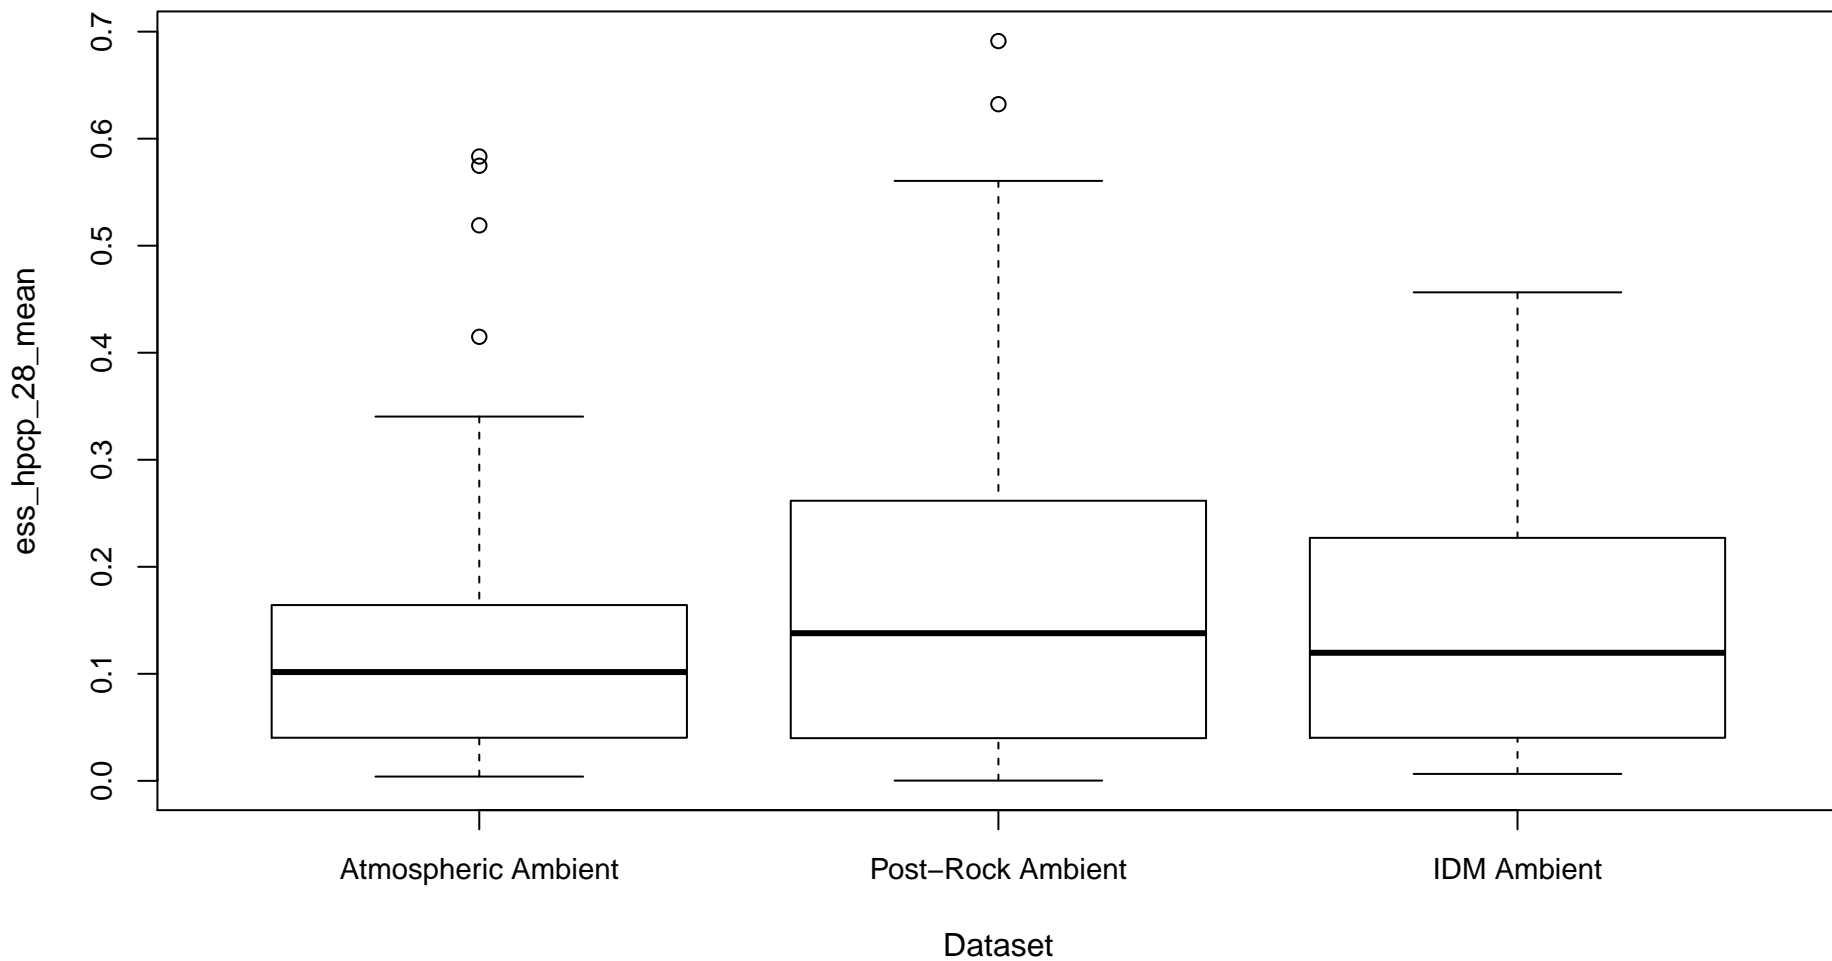 ess_hpcp_28_mean
0.7
0.6
0.5
0.4
0.3
0.2
0.1
0.0
Atmospheric Ambient
Post−Rock Ambient
IDM Ambient
Dataset